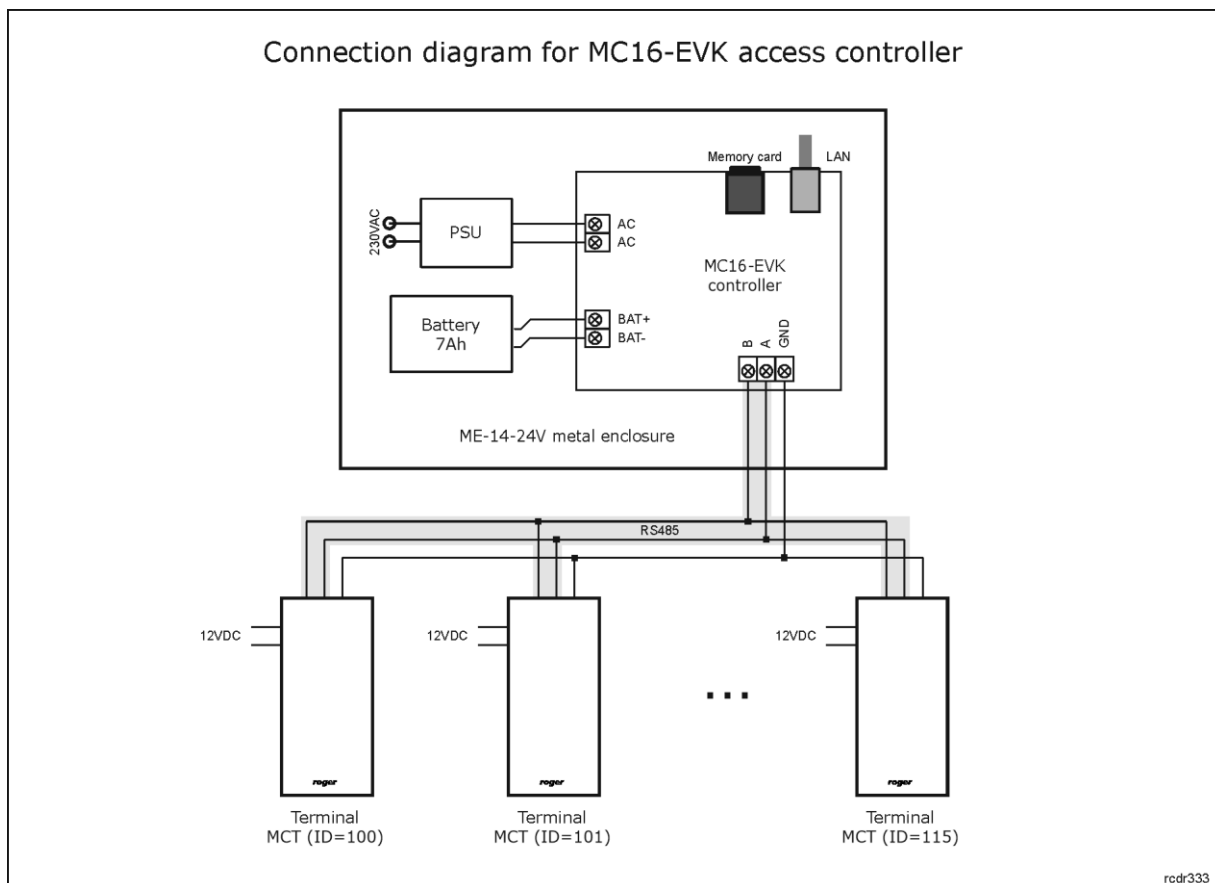 Connection diagram for MC16-EVK access controller
Memory card
LAN
230VAC
PSU
AC
AC
MC16-EVK
controller
Battery
7Ah
BAT+
BAT-
B
A
GND
ME-14-24V metal enclosure
RS485
12VDC
12VDC
12VDC
...
roger
roger
roger
Terminal
MCT (ID=100)
Terminal
MCT (ID=101)
Terminal
MCT (ID=115)
rcdr333